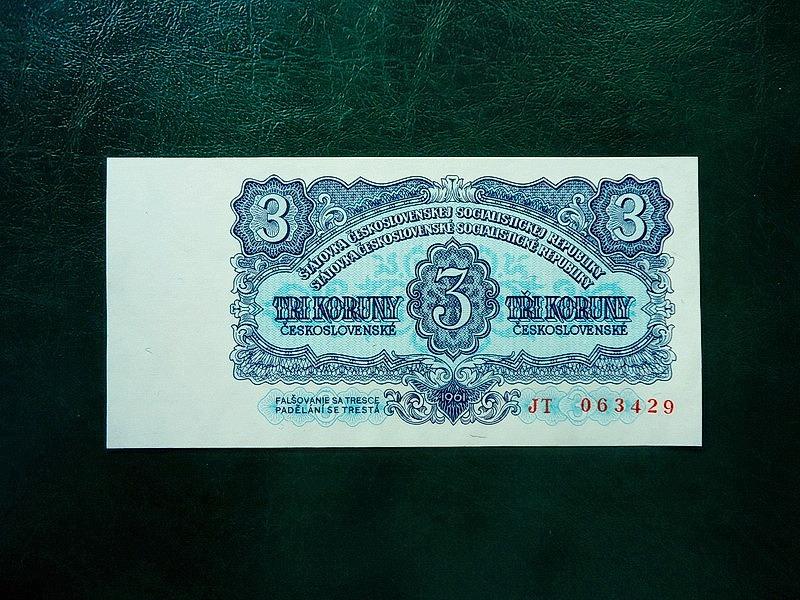 3 3
ŠTÁTOVKA ČESKOSLOVENSKEJ SOCIALISTICKEJ REPUBLIKY
STÁTOVKA ČESKOSLOVENSKÉ SOCIALISTICKÉ REPUBLIKY
TRI KORUNY 3 TŘI KORUNY
ČESKOSLOVENSKÉ ČESKOSLOVENSKÉ
FALŠOVANIE SA TRESCE
PADĚLÁNÍ SE TRESTÁ
1961
JT 063429